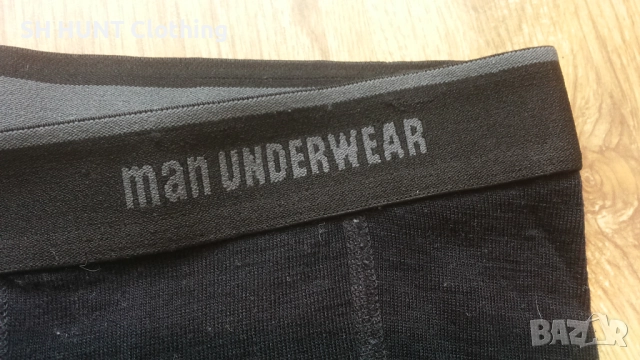 SH HUNT Clothing
man UNDERWEAR
BAZAR